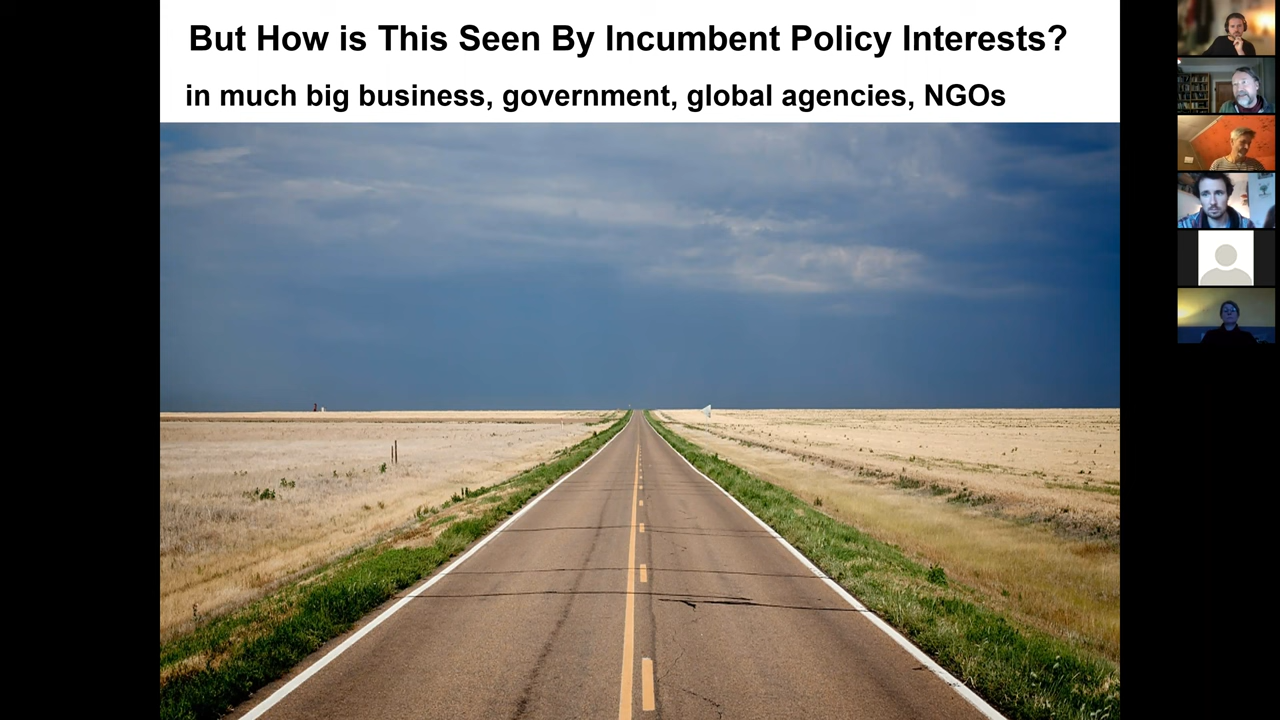 But How is This Seen By Incumbent Policy Interests?
in much big business, government, global agencies, NGOs